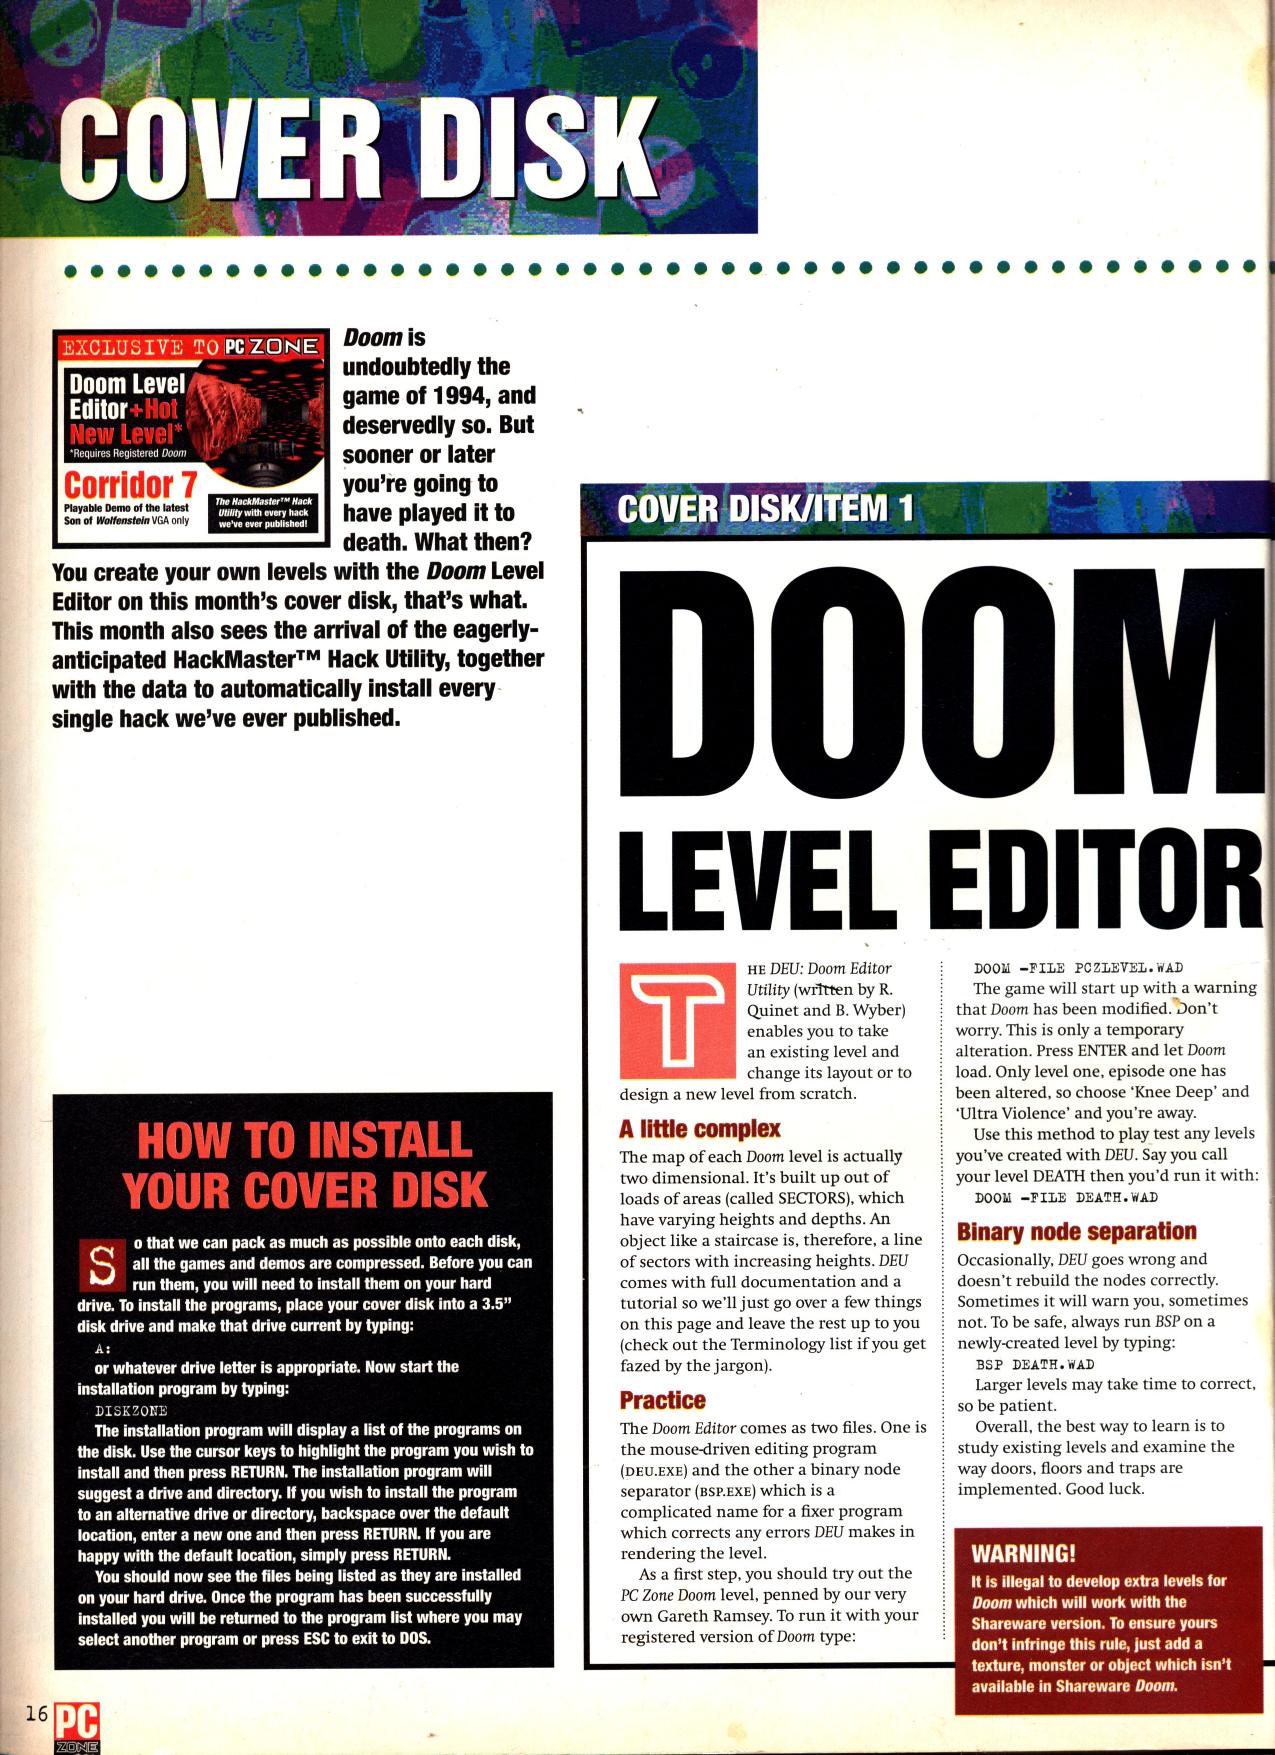 COVER DISK
EXCLUSIVE TO PC ZONE
Doom Level
Editor+Hot
New Level*
*Requires Registered Doom
Corridor 7
Playable Demo of the latest
Son of Wolfenstein VGA only
The HackMaster™ Hack
Utility with every hack
we've ever published!
Doom is
undoubtedly the
game of 1994, and
deservedly so. But
sooner or later
you're going to
have played it to
death. What then?
You create your own levels with the Doom Level
Editor on this month's cover disk, that's what.
This month also sees the arrival of the eagerly-
anticipated HackMaster™ Hack Utility, together
with the data to automatically install every
single hack we've ever published.
HOW TO INSTALL
YOUR COVER DISK
So that we can pack as much as possible onto each disk,
all the games and demos are compressed. Before you can
run them, you will need to install them on your hard
drive. To install the programs, place your cover disk into a 3.5"
disk drive and make that drive current by typing:
A:
or whatever drive letter is appropriate. Now start the
installation program by typing:
DISKZONE
The installation program will display a list of the programs on
the disk. Use the cursor keys to highlight the program you wish to
install and then press RETURN. The installation program will
suggest a drive and directory. If you wish to install the program
to an alternative drive or directory, backspace over the default
location, enter a new one and then press RETURN. If you are
happy with the default location, simply press RETURN.
You should now see the files being listed as they are installed
on your hard drive. Once the program has been successfully
installed you will be returned to the program list where you may
select another program or press ESC to exit to DOS.
COVER DISK/ITEM 1
DOOM
LEVEL EDITOR
THE DEU: Doom Editor
Utility (written by R.
Quinet and B. Wyber)
enables you to take
an existing level and
change its layout or to
design a new level from scratch.
A little complex
The map of each Doom level is actually
two dimensional. It's built up out of
loads of areas (called SECTORS), which
have varying heights and depths. An
object like a staircase is, therefore, a line
of sectors with increasing heights. DEU
comes with full documentation and a
tutorial so we'll just go over a few things
on this page and leave the rest up to you
(check out the Terminology list if you get
fazed by the jargon).
Practice
The Doom Editor comes as two files. One is
the mouse-driven editing program
(DEU.EXE) and the other a binary node
separator (BSP.EXE) which is a
complicated name for a fixer program
which corrects any errors DEU makes in
rendering the level.
As a first step, you should try out the
PC Zone Doom level, penned by our very
own Gareth Ramsey. To run it with your
registered version of Doom type:
DOOM -FILE PCZLEVEL.WAD
The game will start up with a warning
that Doom has been modified. Don't
worry. This is only a temporary
alteration. Press ENTER and let Doom
load. Only level one, episode one has
been altered, so choose 'Knee Deep' and
'Ultra Violence' and you're away.
Use this method to play test any levels
you've created with DEU. Say you call
your level DEATH then you'd run it with:
DOOM -FILE DEATH.WAD
Binary node separation
Occasionally, DEU goes wrong and
doesn't rebuild the nodes correctly.
Sometimes it will warn you, sometimes
not. To be safe, always run BSP on a
newly-created level by typing:
BSP DEATH.WAD
Larger levels may take time to correct,
so be patient.
Overall, the best way to learn is to
study existing levels and examine the
way doors, floors and traps are
implemented. Good luck.
WARNING!
It is illegal to develop extra levels for
Doom which will work with the
Shareware version. To ensure yours
don't infringe this rule, just add a
texture, monster or object which isn't
available in Shareware Doom.
16 PC
ZONE